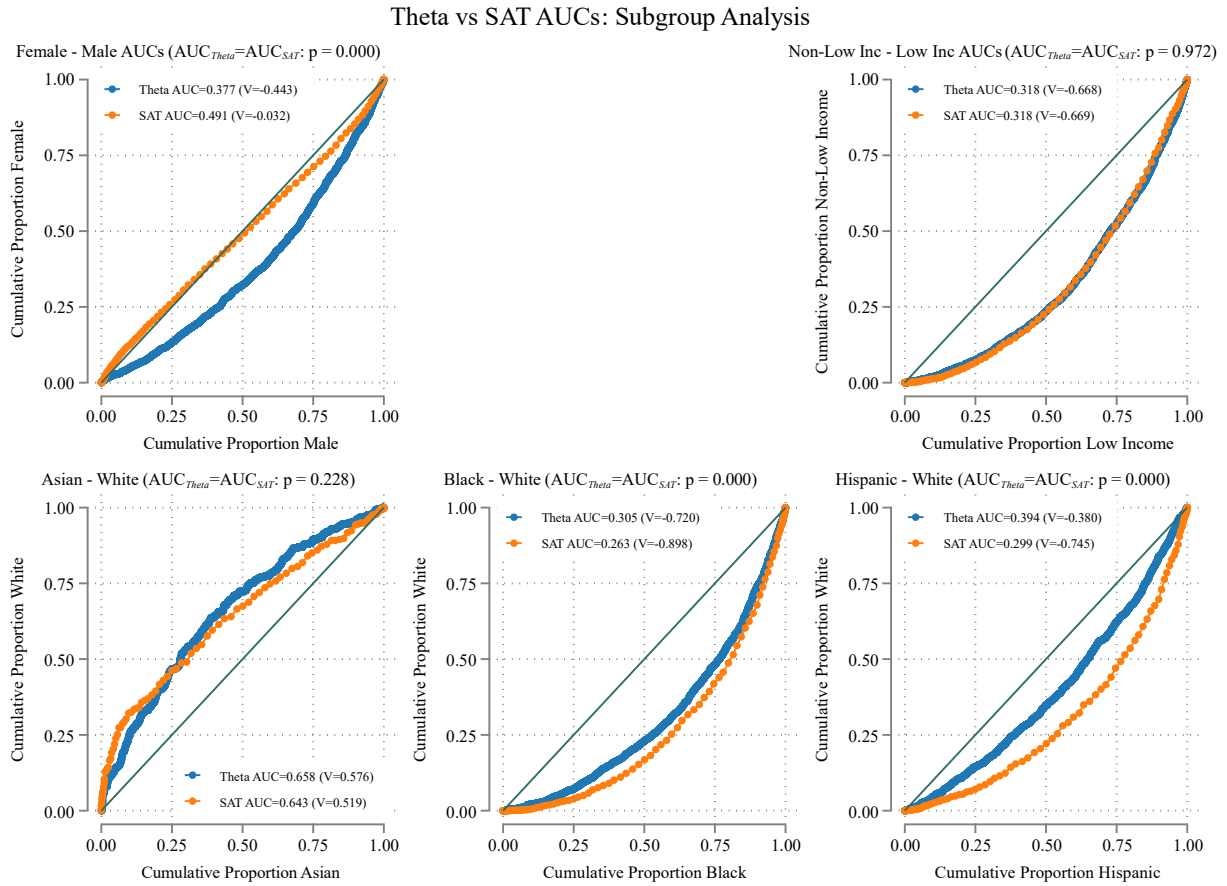 Theta vs SAT AUCs: Subgroup Analysis
Female - Male AUCs (AUC_Theta=AUC_SAT: p = 0.000)
1.00
0.75
0.50
0.25
0.00
Cumulative Proportion Female
Theta AUC=0.377 (V=-0.443)
SAT AUC=0.491 (V=-0.032)
0.00 0.25 0.50 0.75 1.00
Cumulative Proportion Male
Non-Low Inc - Low Inc AUCs (AUC_Theta=AUC_SAT: p = 0.972)
1.00
0.75
0.50
0.25
0.00
Cumulative Proportion Non-Low Income
Theta AUC=0.318 (V=-0.668)
SAT AUC=0.318 (V=-0.669)
0.00 0.25 0.50 0.75 1.00
Cumulative Proportion Low Income
Asian - White (AUC_Theta=AUC_SAT: p = 0.228)
1.00
0.75
0.50
0.25
0.00
Cumulative Proportion White
Theta AUC=0.658 (V=0.576)
SAT AUC=0.643 (V=0.519)
0.00 0.25 0.50 0.75 1.00
Cumulative Proportion Asian
Black - White (AUC_Theta=AUC_SAT: p = 0.000)
1.00
0.75
0.50
0.25
0.00
Cumulative Proportion White
Theta AUC=0.305 (V=-0.720)
SAT AUC=0.263 (V=-0.898)
0.00 0.25 0.50 0.75 1.00
Cumulative Proportion Black
Hispanic - White (AUC_Theta=AUC_SAT: p = 0.000)
1.00
0.75
0.50
0.25
0.00
Cumulative Proportion White
Theta AUC=0.394 (V=-0.380)
SAT AUC=0.299 (V=-0.745)
0.00 0.25 0.50 0.75 1.00
Cumulative Proportion Hispanic